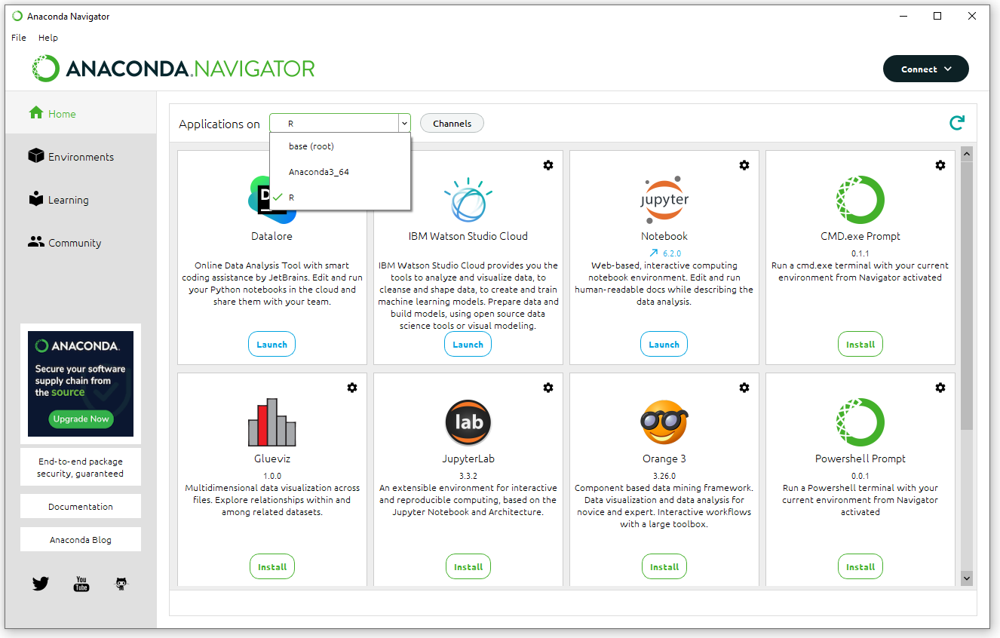 Anaconda Navigator
File Help
ANACONDA.NAVIGATOR
Connect
Home
Environments
Learning
Community
ANACONDA.
Secure your software
supply chain from
the source
Upgrade Now
End-to-end package
security, guaranteed
Documentation
Anaconda Blog
You
Tube
Applications on R Channels
base (root)
Anaconda3_64
R
D
Datalore
Online Data Analysis Tool with smart
coding assistance by JetBrains. Edit and run
your Python notebooks in the cloud and
share them with your team.
Launch
IBM Watson Studio Cloud
IBM Watson Studio Cloud provides you the
tools to analyze and visualize data, to
cleanse and shape data, to create and train
machine learning models. Prepare data and
build models, using open source data
science tools or visual modeling.
Launch
jupyter
Notebook
6.2.0
Web-based, interactive computing
notebook environment. Edit and run
human-readable docs while describing the
data analysis.
Launch
CMD.exe Prompt
0.1.1
Run a cmd.exe terminal with your current
environment from Navigator activated
Install
Glueviz
1.0.0
Multidimensional data visualization across
files. Explore relationships within and
among related datasets.
Install
lab
JupyterLab
3.3.2
An extensible environment for interactive
and reproducible computing, based on the
Jupyter Notebook and Architecture.
Install
Orange 3
3.26.0
Component based data mining framework.
Data visualization and data analysis for
novice and expert. Interactive workflows
with a large toolbox.
Install
Powershell Prompt
0.0.1
Run a Powershell terminal with your
current environment from Navigator
activated
Install